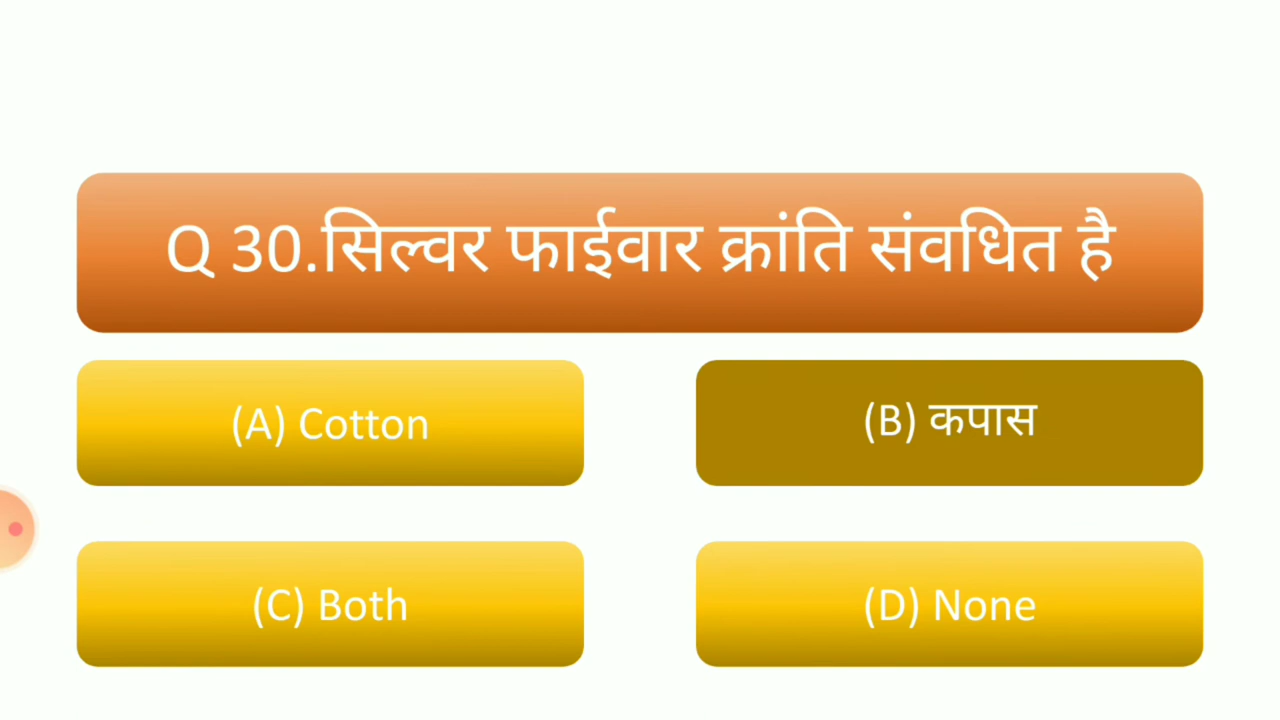 Q 30.सिल्वर फाईवार क्रांति संवधित है
(A) Cotton
(B) कपास
(C) Both
(D) None